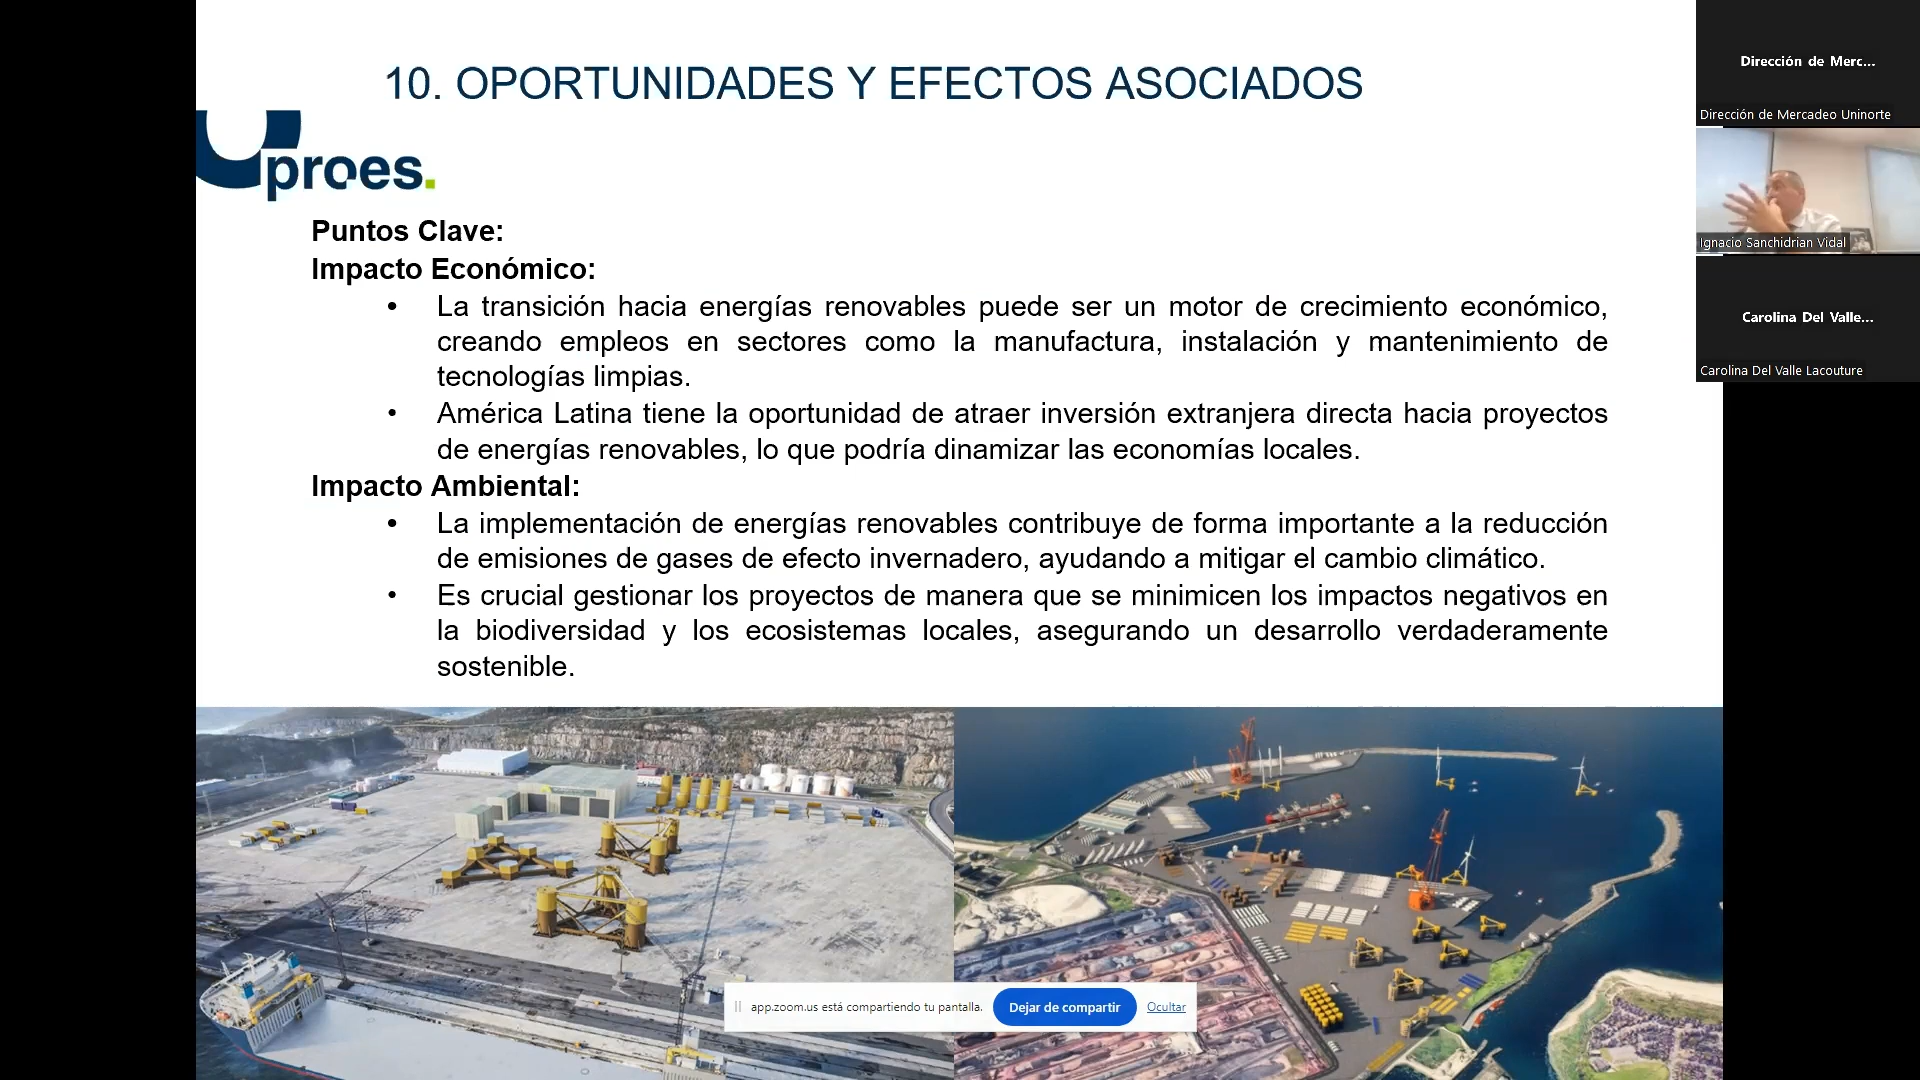 10. OPORTUNIDADES Y EFECTOS ASOCIADOS
proes.
Puntos Clave:
Impacto Económico:
• La transición hacia energías renovables puede ser un motor de crecimiento económico,
creando empleos en sectores como la manufactura, instalación y mantenimiento de
tecnologías limpias.
• América Latina tiene la oportunidad de atraer inversión extranjera directa hacia proyectos
de energías renovables, lo que podría dinamizar las economías locales.
Impacto Ambiental:
• La implementación de energías renovables contribuye de forma importante a la reducción
de emisiones de gases de efecto invernadero, ayudando a mitigar el cambio climático.
• Es crucial gestionar los proyectos de manera que se minimicen los impactos negativos en
la biodiversidad y los ecosistemas locales, asegurando un desarrollo verdaderamente
sostenible.
app.zoom.us está compartiendo tu pantalla.
Dejar de compartir
Ocultar
Dirección de Merc...
Dirección de Mercadeo Uninorte
Ignacio Sanchidrian Vidal
Carolina Del Valle...
Carolina Del Valle Lacouture